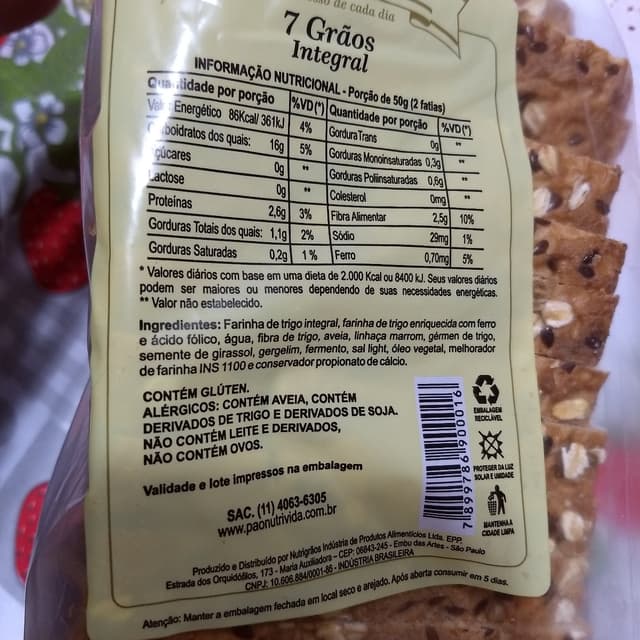 de cada dia
7 Grãos
Integral
INFORMAÇÃO NUTRICIONAL - Porção de 50g (2 fatias)
Quantidade por porção %VD(*) Quantidade por porção %VD(*)
Valor Energético 86Kcal/ 361kJ 4% Gordura Trans 0g **
Carboidratos dos quais: 16g 5% Gorduras Monoinsaturadas 0,3g **
Açúcares 0g ** Gorduras Poliinsaturadas 0,6g **
Lactose 0g ** Colesterol 0mg **
Proteínas 2,6g 3% Fibra Alimentar 2,5g 10%
Gorduras Totais dos quais: 1,1g 2% Sódio 29mg 1%
Gorduras Saturadas 0,2g 1 % Ferro 0,70mg 5%
* Valores diários com base em uma dieta de 2.000 Kcal ou 8400 kJ. Seus valores diários
podem ser maiores ou menores dependendo de suas necessidades energéticas.
** Valor não estabelecido.
Ingredientes: Farinha de trigo integral, farinha de trigo enriquecida com ferro
e ácido fólico, água, fibra de trigo, aveia, linhaça marrom, gérmen de trigo,
semente de girassol, gergelim, fermento, sal light, óleo vegetal, melhorador
de farinha INS 1100 e conservador propionato de cálcio.
CONTÉM GLÚTEN.
ALÉRGICOS: CONTÉM AVEIA, CONTÉM
DERIVADOS DE TRIGO E DERIVADOS DE SOJA.
NÃO CONTÉM LEITE E DERIVADOS,
NÃO CONTÉM OVOS.
Validade e lote impressos na embalagem
SAC. (11) 4063-6305
www.paonutrivida.com.br
7 899786 900016
EMBALAGEM
RECICLÁVEL
PROTEGER DA LUZ
SOLAR E UMIDADE
MANTENHA A
CIDADE LIMPA
Produzido e Distribuído por Nutrigrãos Indústria de Produtos Alimentícios Ltda. EPP.
Estrada dos Orquidófilos, 173 - Maria Auxiliadora - CEP: 06843-245 - Embu das Artes - São Paulo
CNPJ: 10.606.884/0001-86 - INDÚSTRIA BRASILEIRA
Atenção: Manter a embalagem fechada em local seco e arejado. Após aberta consumir em 5 dias.